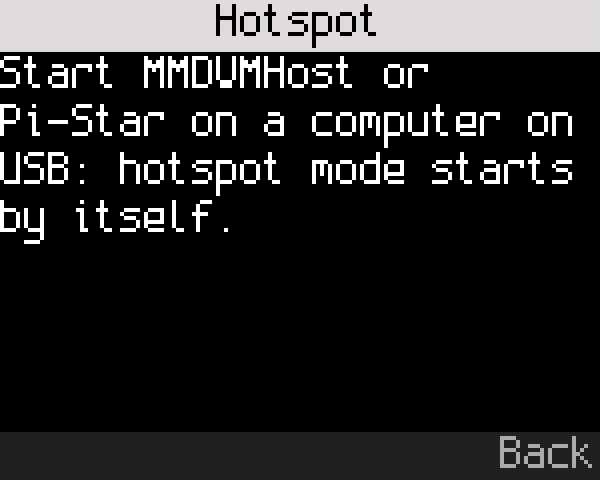 Hotspot
Start MMDVMHost or
Pi-Star on a computer on
USB: hotspot mode starts
by itself.
Back